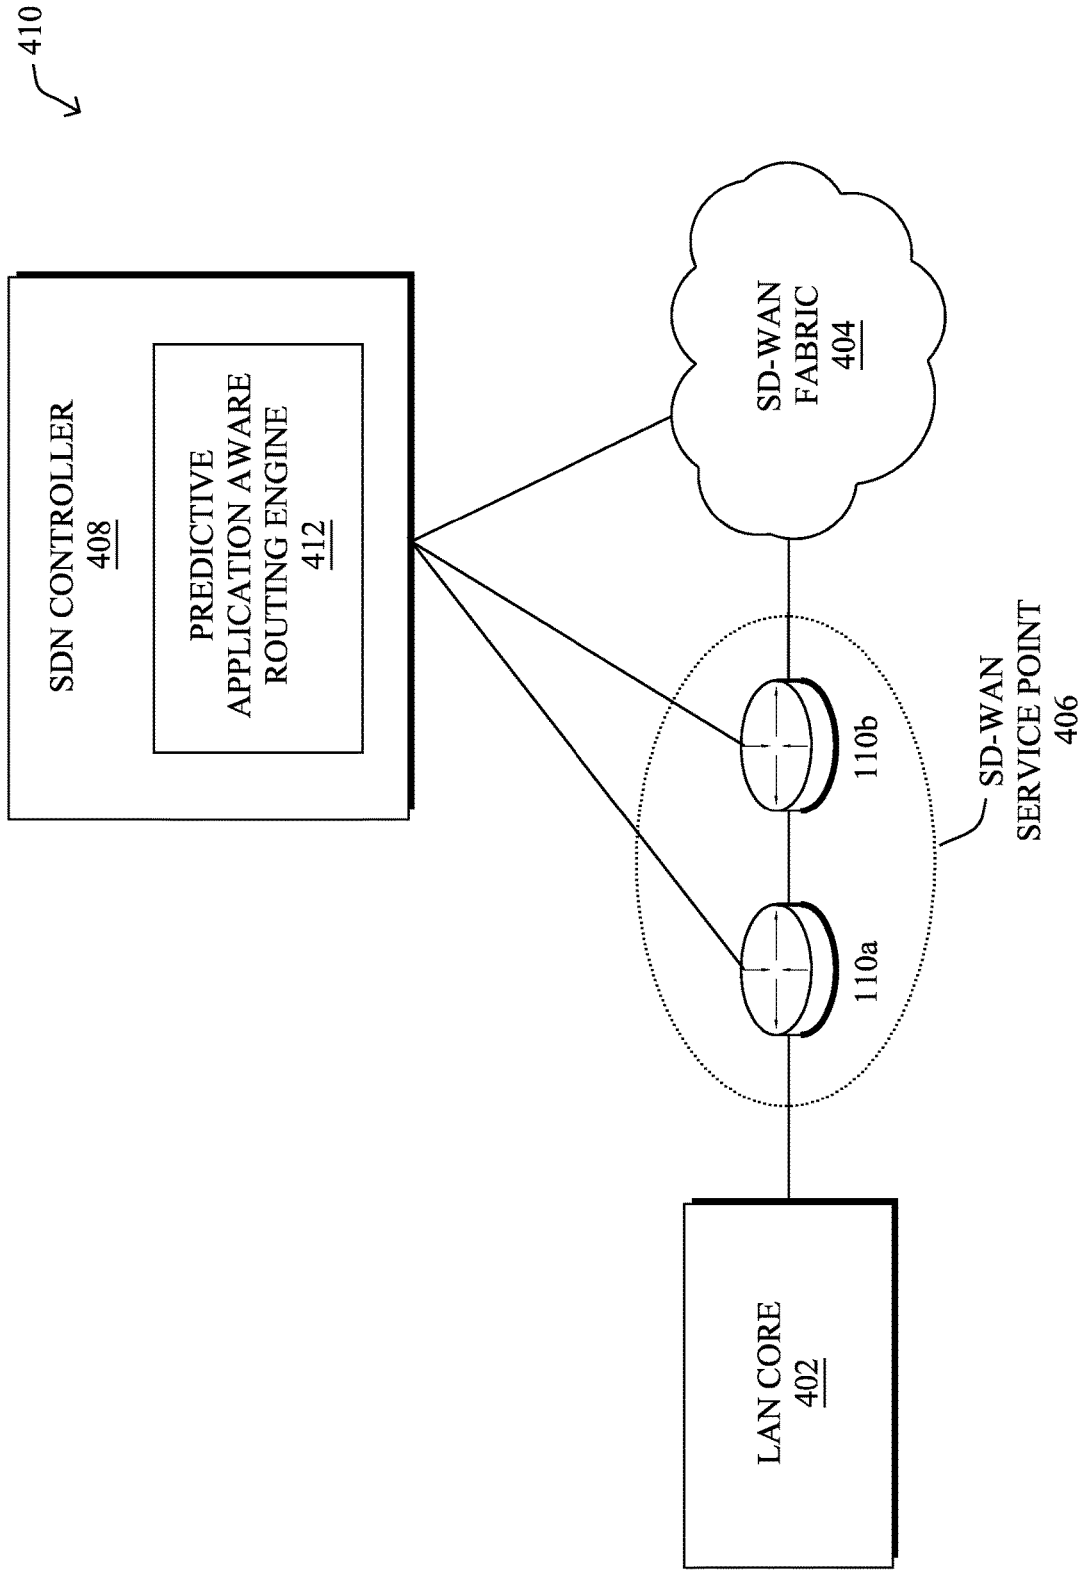 410
SDN CONTROLLER
408
PREDICTIVE
APPLICATION AWARE
ROUTING ENGINE
412
LAN CORE
402
110a
110b
SD-WAN
FABRIC
404
SD-WAN
SERVICE POINT
406